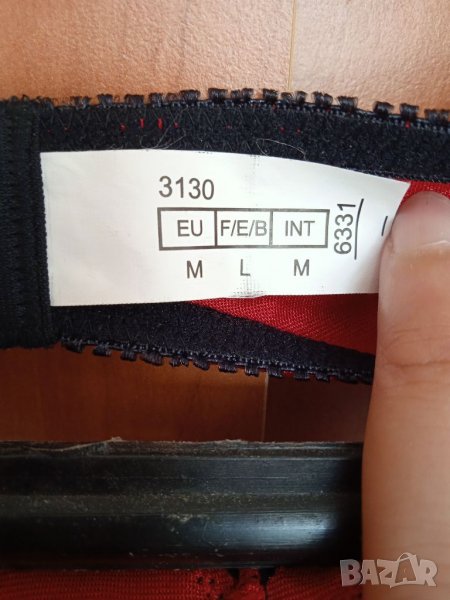 3130
EU F/E/B INT
M L M
6331
BAZAR